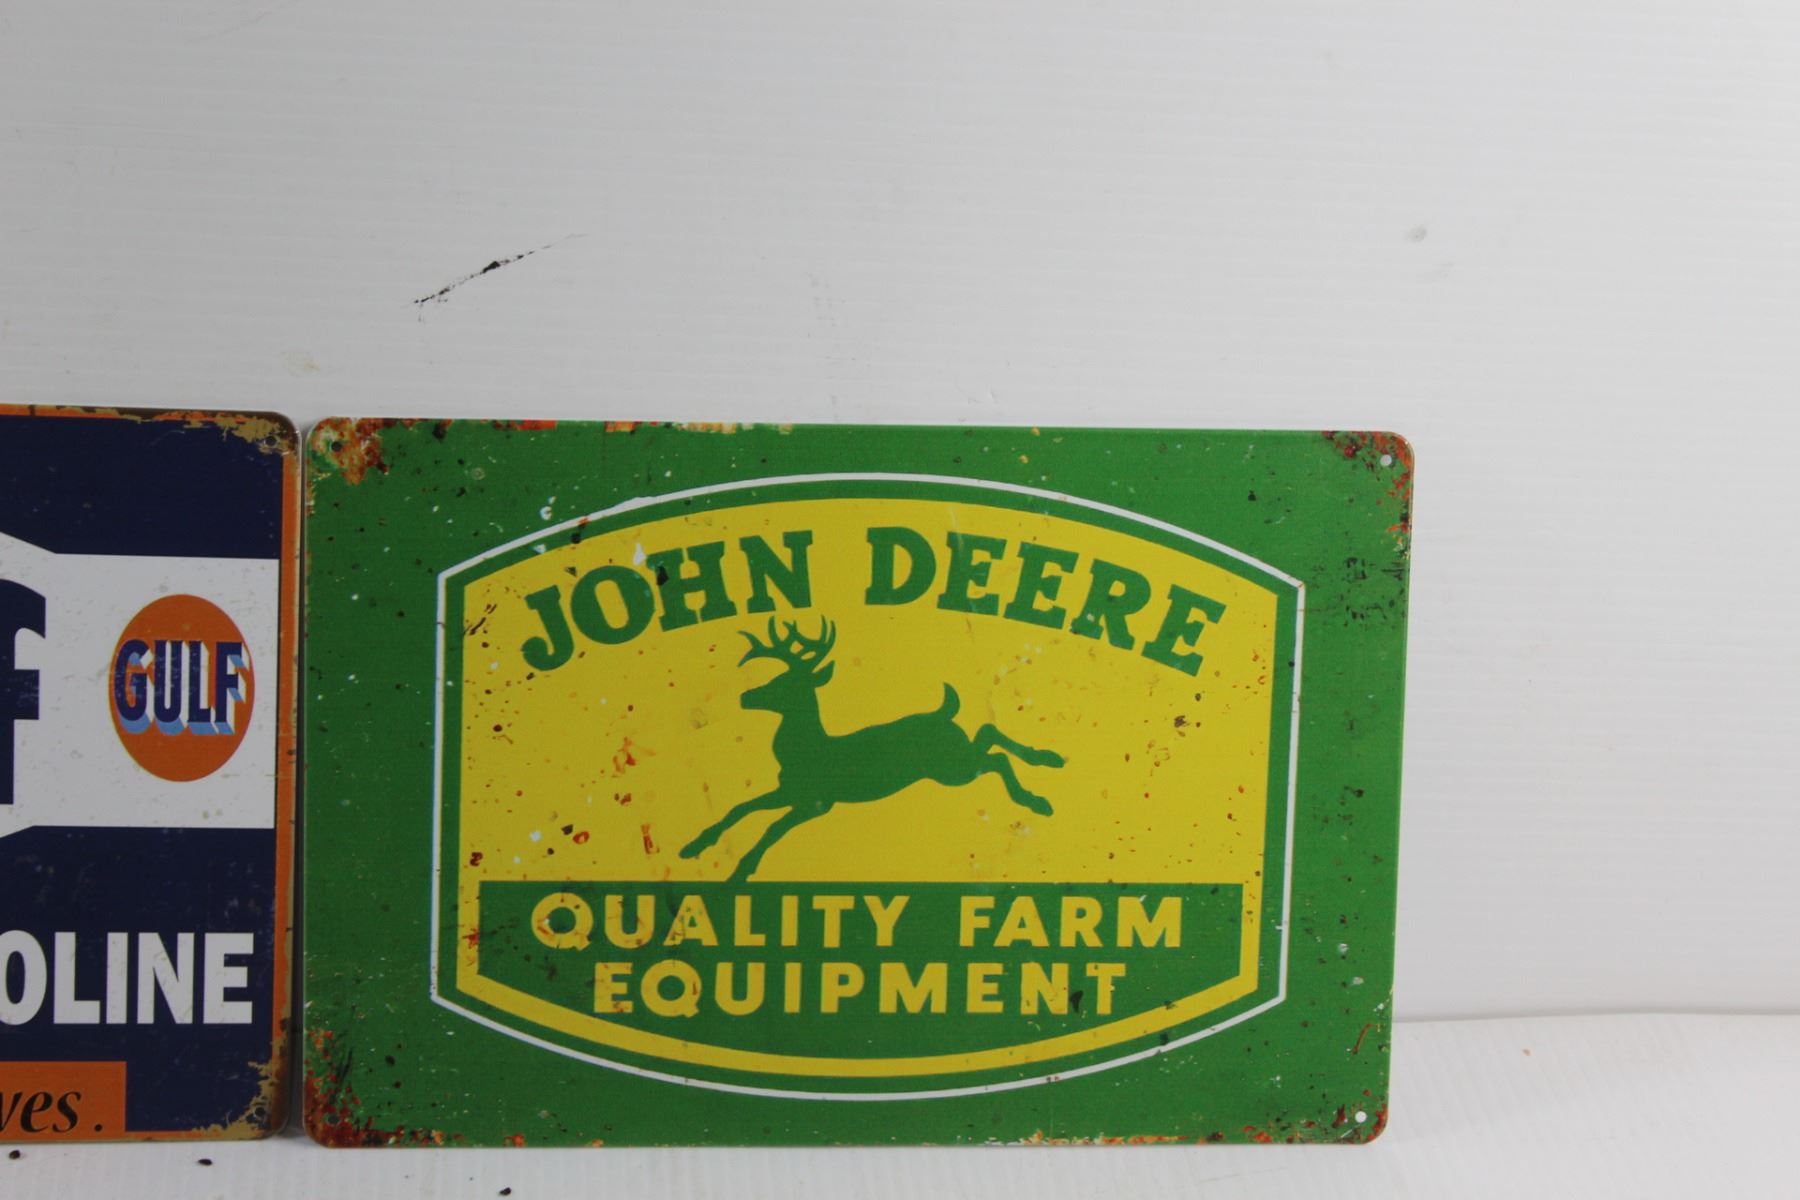 GULF
OLINE
ves.
JOHN DEERE
QUALITY FARM
EQUIPMENT